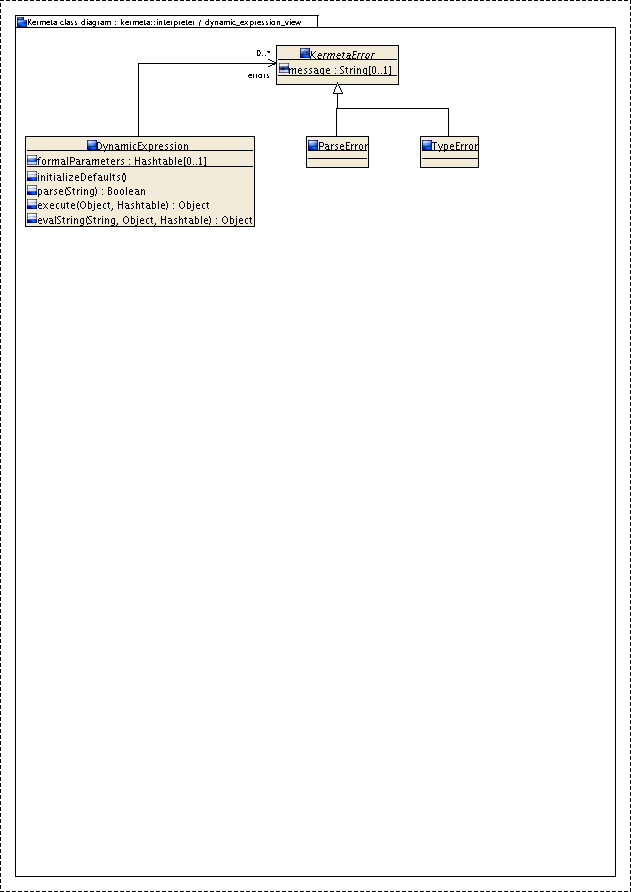 Kermeta class diagram : kermeta::interpreter / dynamic_expression_view
0..*
errors
KermetaError
message : String[0..1]
DynamicExpression
formalParameters : Hashtable[0..1]
initializeDefaults()
parse(String) : Boolean
execute(Object, Hashtable) : Object
evalString(String, Object, Hashtable) : Object
ParseError
TypeError